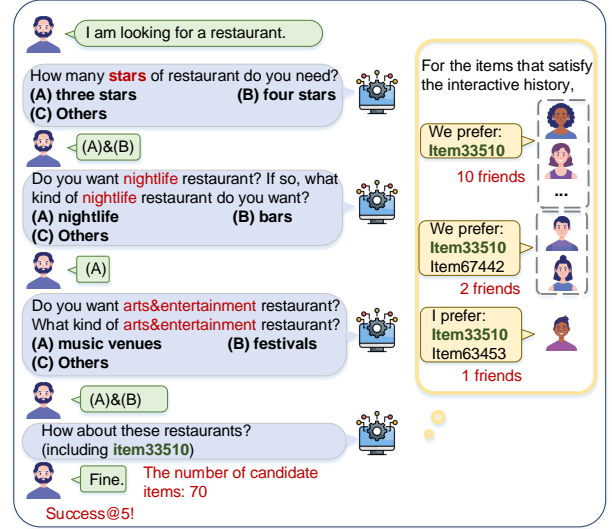 I am looking for a restaurant.
How many stars of restaurant do you need?
(A) three stars (B) four stars
(C) Others
(A)&(B)
Do you want nightlife restaurant? If so, what
kind of nightlife restaurant do you want?
(A) nightlife (B) bars
(C) Others
(A)
Do you want arts&entertainment restaurant?
What kind of arts&entertainment restaurant?
(A) music venues (B) festivals
(C) Others
(A)&(B)
How about these restaurants?
(including item33510)
Fine.
The number of candidate
items: 70
Success@5!
For the items that satisfy
the interactive history,
We prefer:
Item33510
10 friends
...
We prefer:
Item33510
Item67442
2 friends
I prefer:
Item33510
Item63453
1 friends